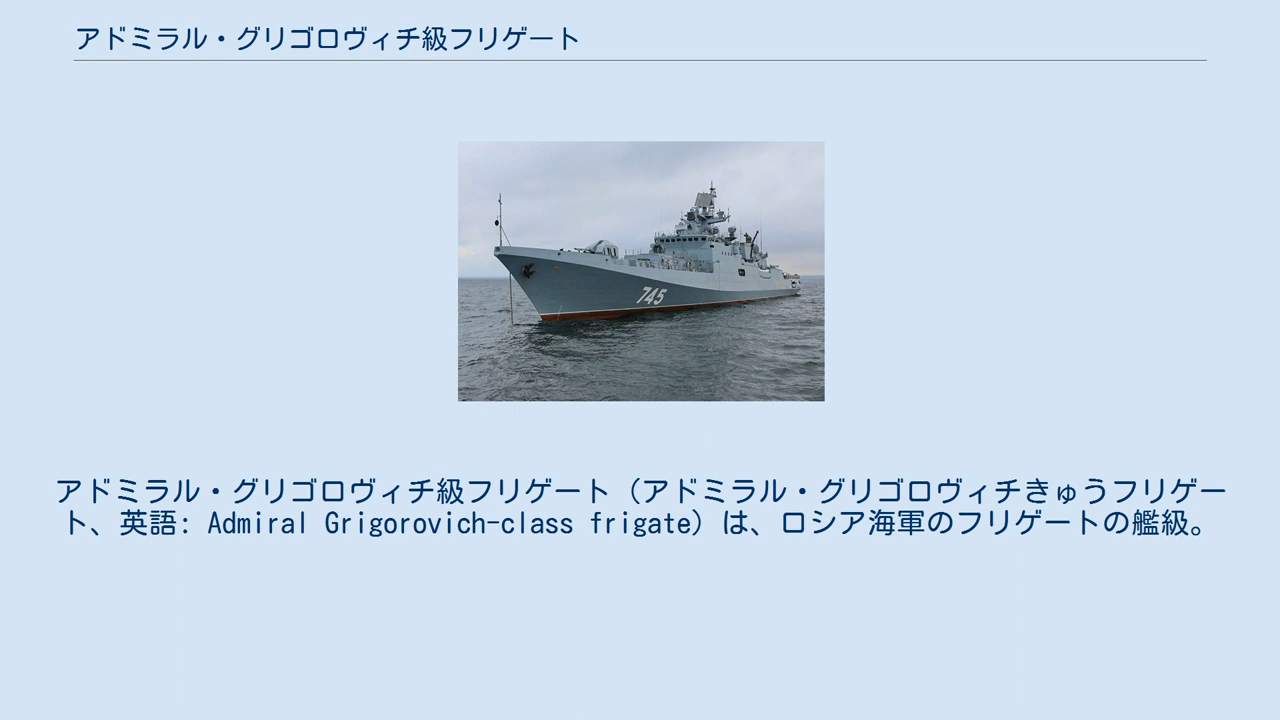 アドミラル・グリゴロヴィチ級フリゲート
745
アドミラル・グリゴロヴィチ級フリゲート（アドミラル・グリゴロヴィチきゅうフリゲー
ト、英語: Admiral Grigorovich-class frigate）は、ロシア海軍のフリゲートの艦級。